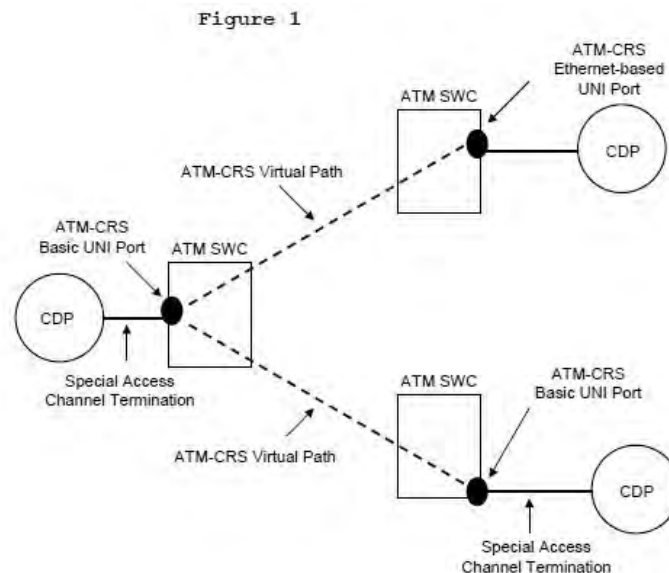 Figure 1
ATM-CRS
Ethernet-based
UNI Port
ATM SWC
CDP
ATM-CRS Virtual Path
ATM-CRS
Basic UNI Port
ATM SWC
CDP
Special Access
Channel Termination
ATM-CRS Virtual Path
ATM SWC
ATM-CRS
Basic UNI Port
CDP
Special Access
Channel Termination